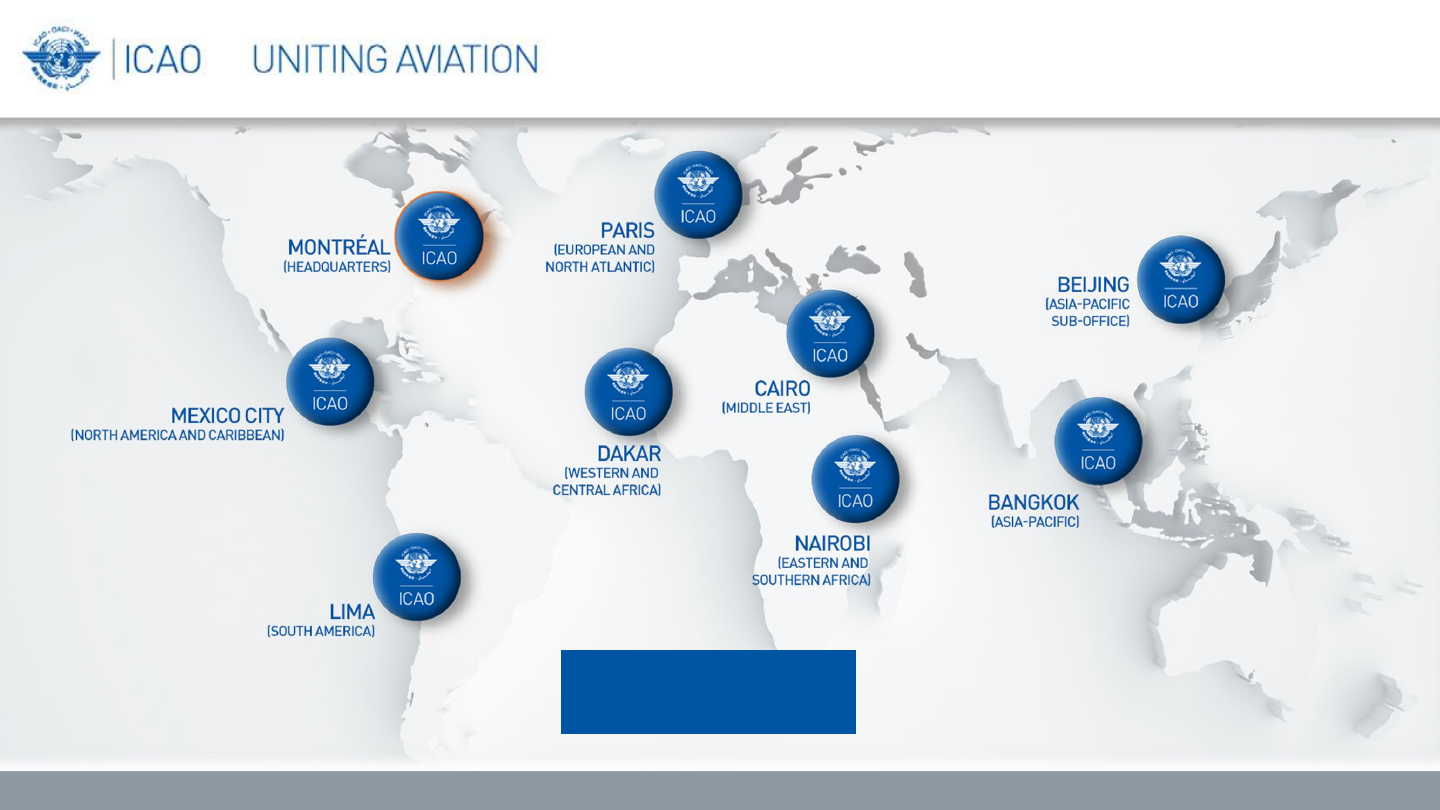 ICAO · OACI · ИКАО
ICAO
UNITING AVIATION
ICAO
PARIS
(EUROPEAN AND
NORTH ATLANTIC)
ICAO
MONTRÉAL
(HEADQUARTERS)
ICAO
BEIJING
(ASIA-PACIFIC
SUB-OFFICE)
ICAO
CAIRO
(MIDDLE EAST)
ICAO
MEXICO CITY
(NORTH AMERICA AND CARIBBEAN)
ICAO
DAKAR
(WESTERN AND
CENTRAL AFRICA)
ICAO
BANGKOK
(ASIA-PACIFIC)
ICAO
NAIROBI
(EASTERN AND
SOUTHERN AFRICA)
ICAO
LIMA
(SOUTH AMERICA)